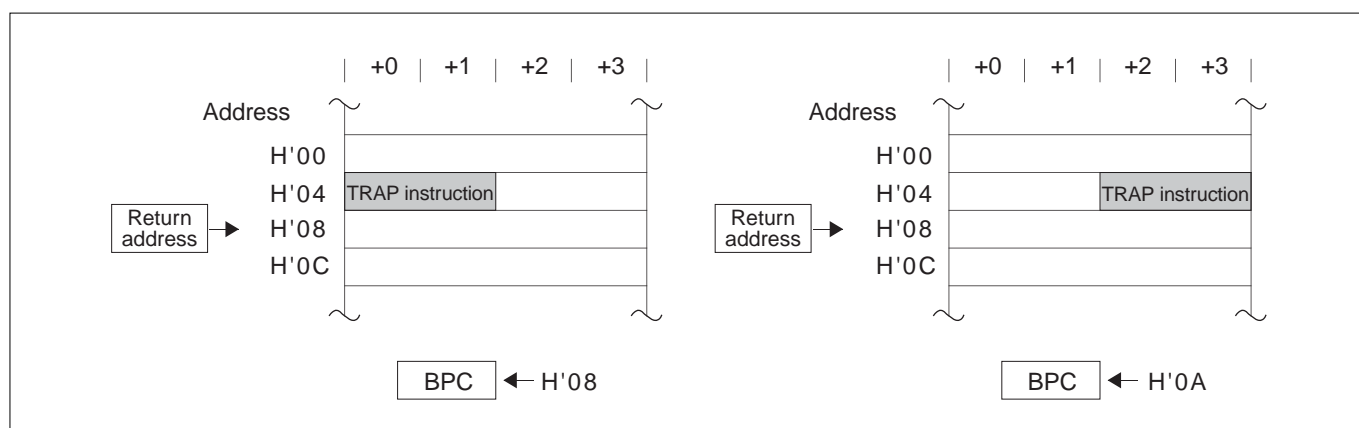 +0 +1 +2 +3
Address
H'00
H'04 TRAP instruction
Return
address
H'08
H'0C
BPC H'08
+0 +1 +2 +3
Address
H'00
H'04 TRAP instruction
Return
address
H'08
H'0C
BPC H'0A